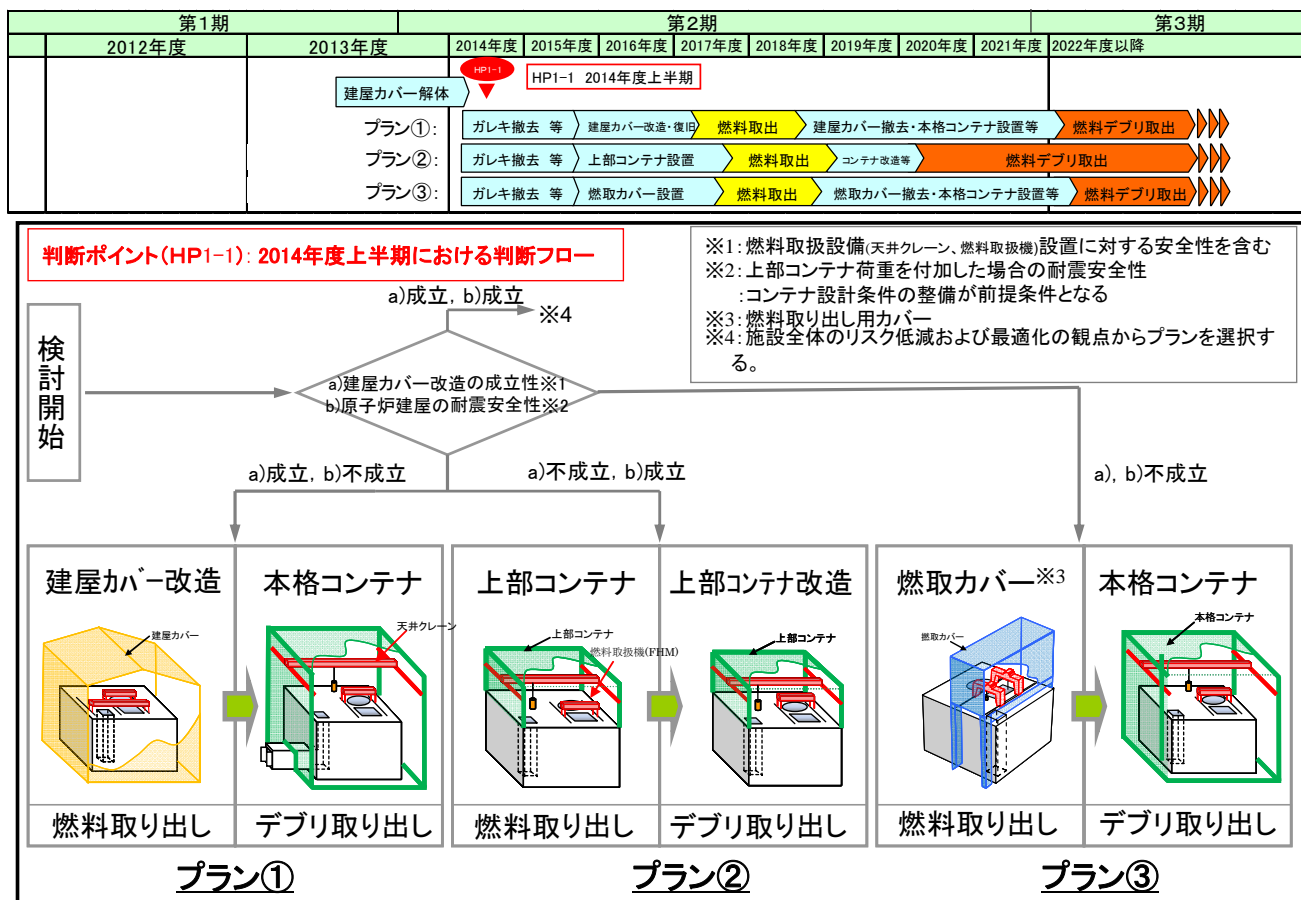 第1期
第2期
第3期
2012年度
2013年度
2014年度
2015年度
2016年度
2017年度
2018年度
2019年度
2020年度
2021年度
2022年度以降
HP1-1
HP1-1 2014年度上半期
建屋カバー解体
プラン①:
ガレキ撤去 等
建屋カバー改造・復旧
燃料取出
建屋カバー撤去・本格コンテナ設置等
燃料デブリ取出
プラン②:
ガレキ撤去 等
上部コンテナ設置
燃料取出
コンテナ改造等
燃料デブリ取出
プラン③:
ガレキ撤去 等
燃取カバー設置
燃料取出
燃取カバー撤去・本格コンテナ設置等
燃料デブリ取出
判断ポイント(HP1-1): 2014年度上半期における判断フロー
※1:燃料取扱設備(天井クレーン、燃料取扱機)設置に対する安全性を含む
※2:上部コンテナ荷重を付加した場合の耐震安全性
:コンテナ設計条件の整備が前提条件となる
※3:燃料取り出し用カバー
※4:施設全体のリスク低減および最適化の観点からプランを選択す
る。
a)成立, b)成立
※4
検討開始
a)建屋カバー改造の成立性※1
b)原子炉建屋の耐震安全性※2
a)成立, b)不成立
a)不成立, b)成立
a), b)不成立
建屋カバー改造
建屋カバー
燃料取り出し
本格コンテナ
天井クレーン
デブリ取り出し
プラン①
上部コンテナ
上部コンテナ
燃料取扱機(FHM)
燃料取り出し
上部コンテナ改造
上部コンテナ
デブリ取り出し
プラン②
燃取カバー※3
燃取カバー
燃料取り出し
本格コンテナ
本格コンテナ
デブリ取り出し
プラン③